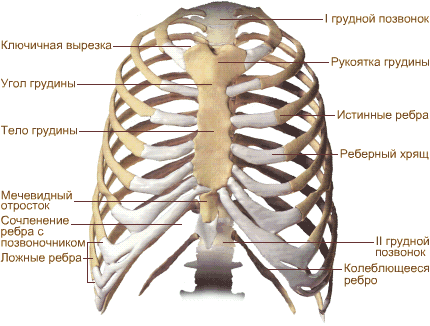 I грудной позвонок
Ключичная вырезка
Рукоятка грудины
Угол грудины
Истинные ребра
Тело грудины
Реберный хрящ
Мечевидный
отросток
Сочленение
ребра с
позвоночником
Ложные ребра
II грудной
позвонок
Колеблющееся
ребро